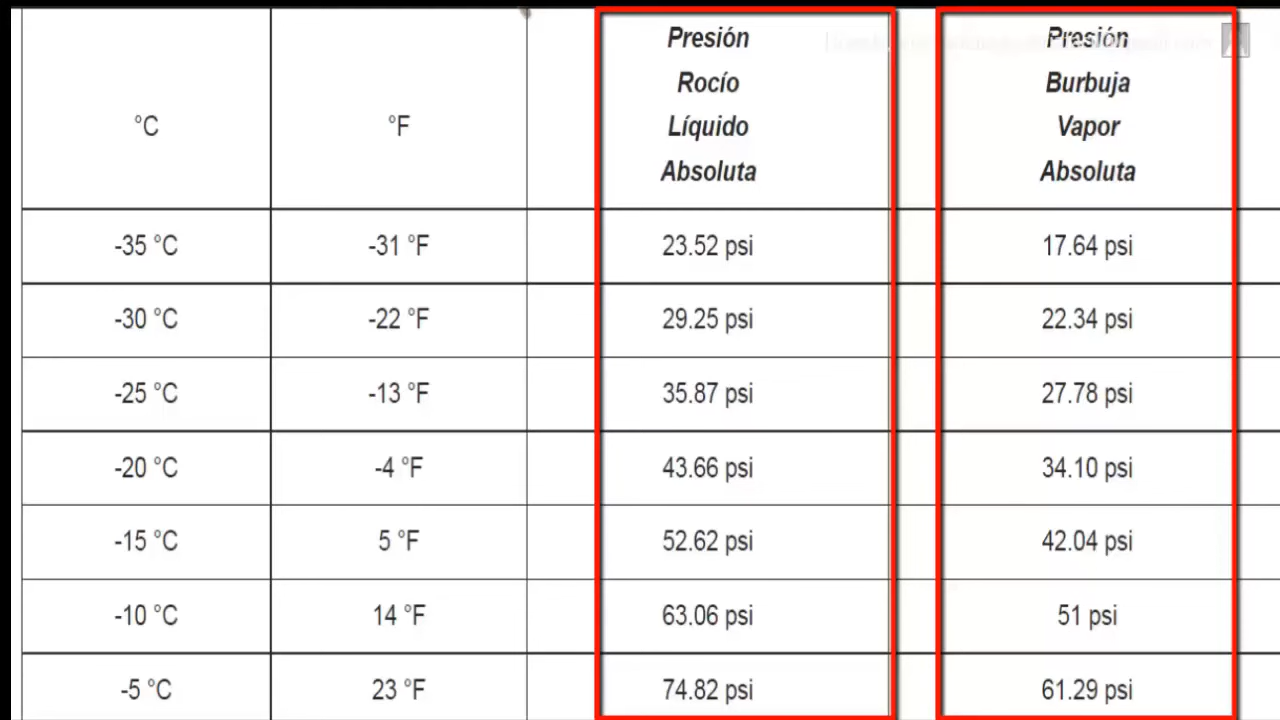 °C °F Presión Rocío Líquido Absoluta Presión Burbuja Vapor Absoluta
-35 °C -31 °F 23.52 psi 17.64 psi
-30 °C -22 °F 29.25 psi 22.34 psi
-25 °C -13 °F 35.87 psi 27.78 psi
-20 °C -4 °F 43.66 psi 34.10 psi
-15 °C 5 °F 52.62 psi 42.04 psi
-10 °C 14 °F 63.06 psi 51 psi
-5 °C 23 °F 74.82 psi 61.29 psi